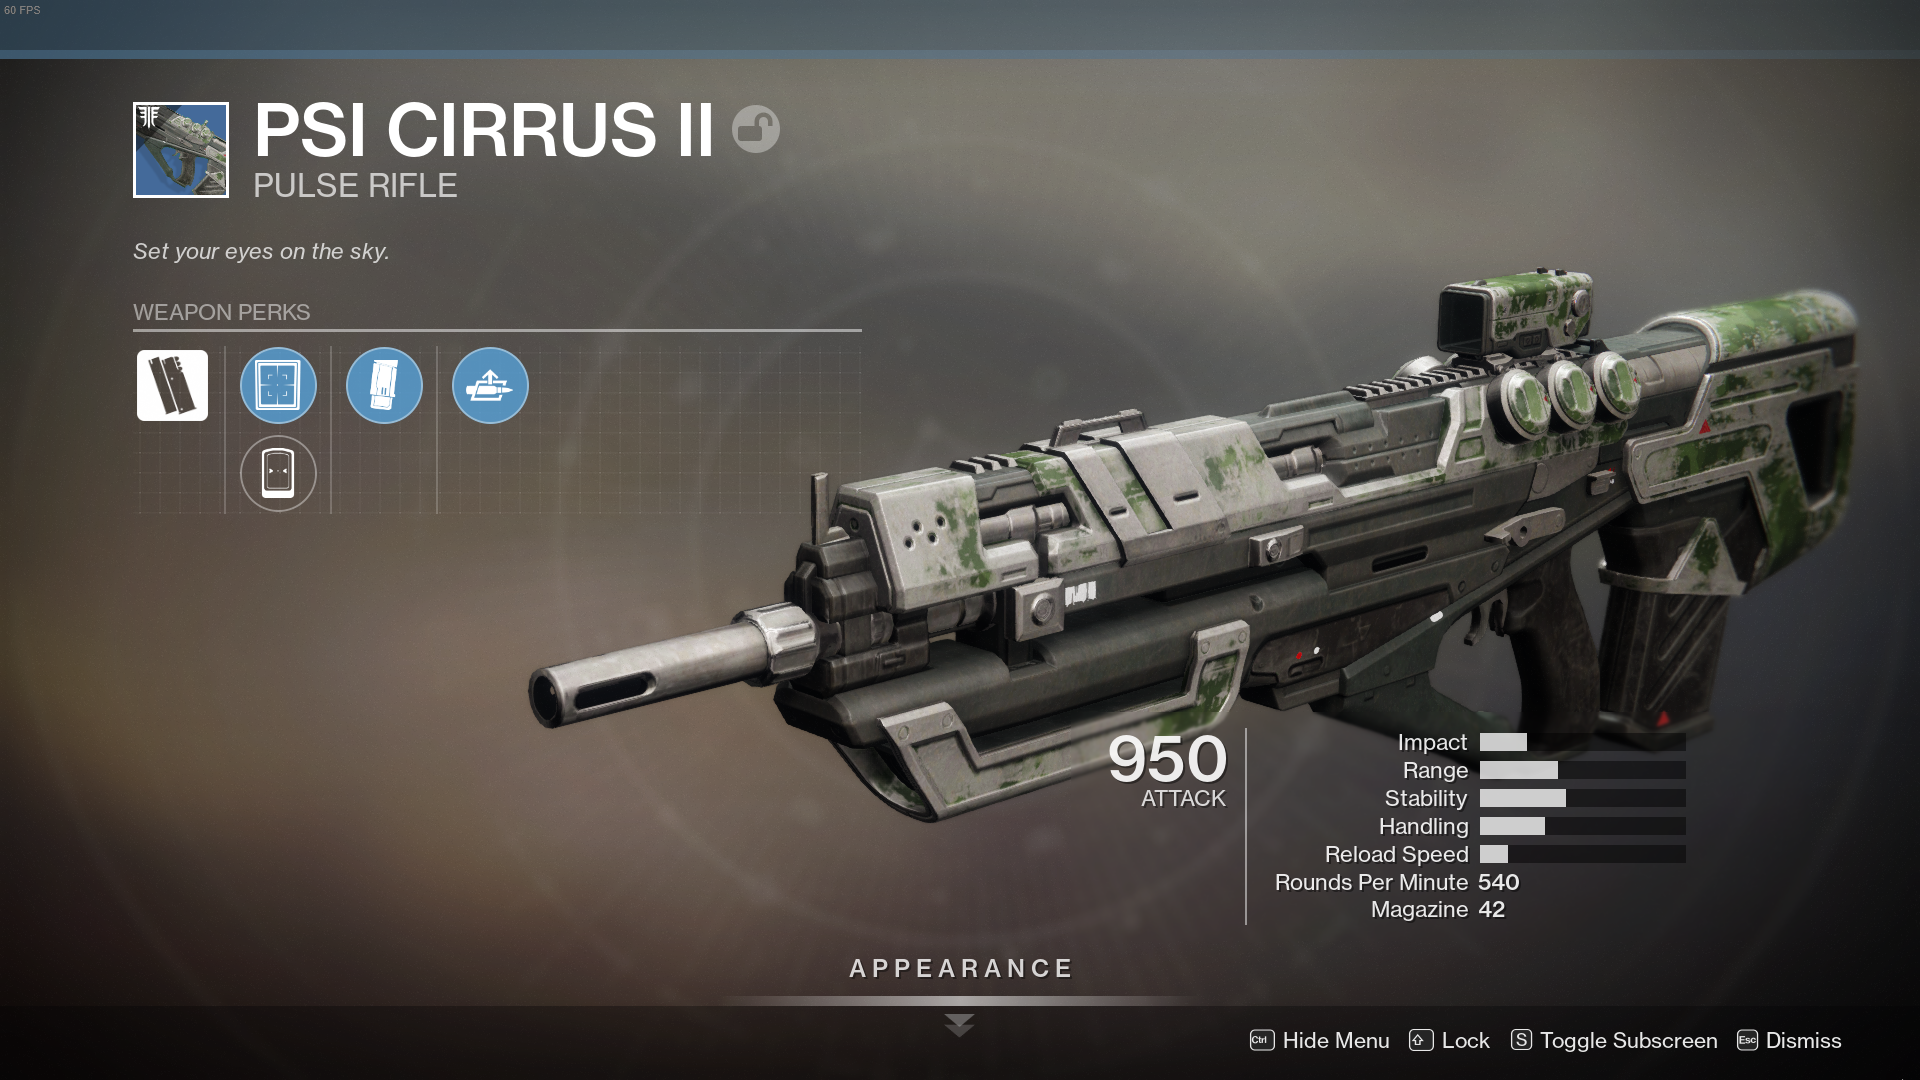 60 FPS
PSI CIRRUS II
PULSE RIFLE
Set your eyes on the sky.
WEAPON PERKS
950
ATTACK
Impact
Range
Stability
Handling
Reload Speed
Rounds Per Minute 540
Magazine 42
APPEARANCE
Ctrl Hide Menu Lock S Toggle Subscreen Esc Dismiss